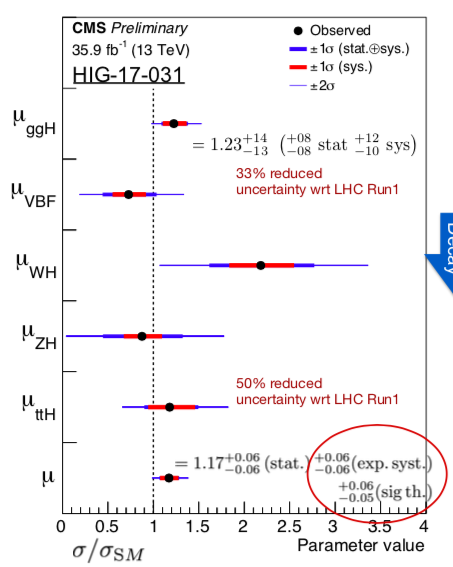 CMS Preliminary
35.9 fb⁻¹ (13 TeV)
HIG-17-031
Observed
±1σ (stat.⊕sys.)
±1σ (sys.)
±2σ
μggH
= 1.23 +14 −13 ( +08 −08 stat +12 −10 sys)
33% reduced
uncertainty wrt LHC Run1
μVBF
Decay
μWH
μZH
50% reduced
uncertainty wrt LHC Run1
μttH
μ
= 1.17 +0.06 −0.06 (stat.) +0.06 −0.06 (exp. syst.)
+0.06 −0.05 (sig th.)
0 0.5 1 1.5 2 2.5 3 3.5 4
σ/σSM
Parameter value